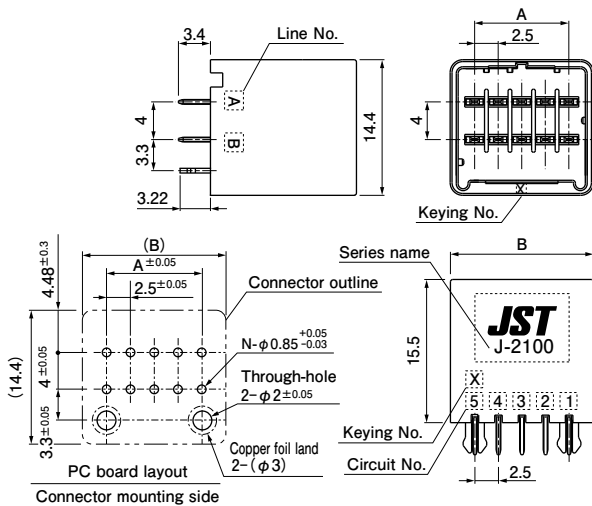 3.4
Line No.
A
B
4
3.3
3.22
14.4
A
2.5
4
X
Keying No.
(B)
A±0.05
2.5±0.05
4.48±0.3
(14.4)
4±0.05
3.3±0.05
Connector outline
N-φ0.85 +0.05 -0.03
Through-hole
2-φ2±0.05
Copper foil land
2-(φ3)
PC board layout
Connector mounting side
Series name
B
JST
J-2100
15.5
X
5 4 3 2 1
Keying No.
Circuit No.
2.5